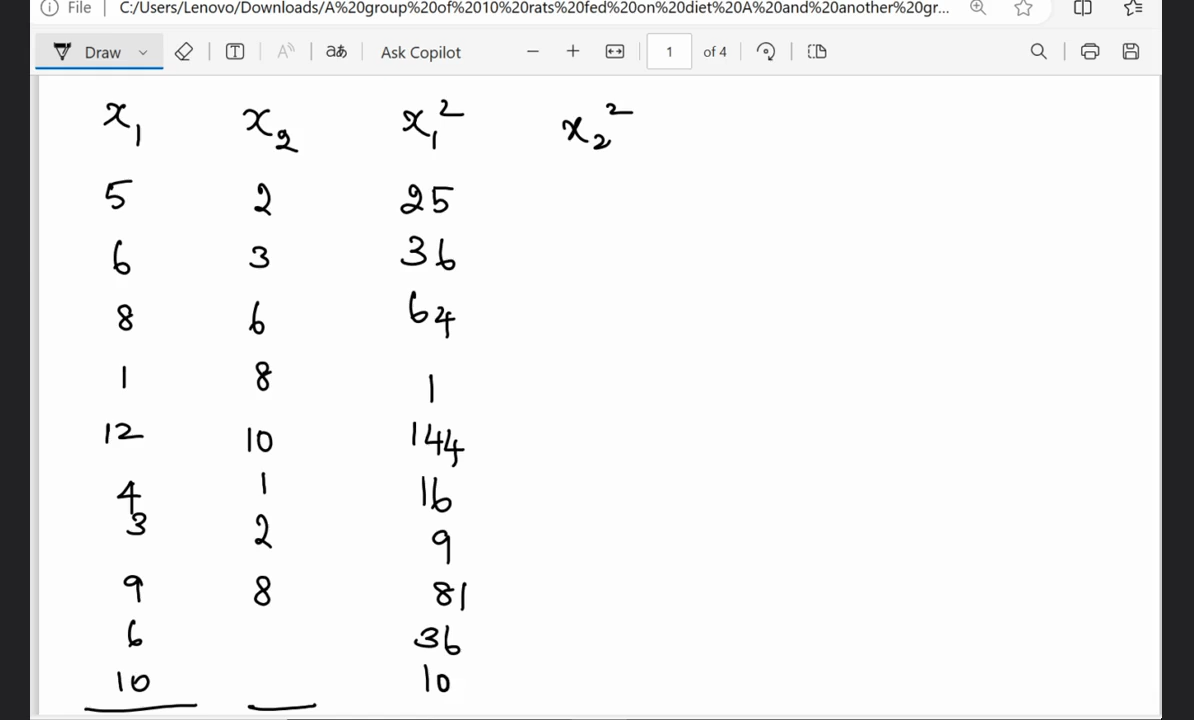 File C:/Users/Lenovo/Downloads/A%20group%20of%2010%20rats%20fed%20on%20diet%20A%20and%20another%20gr...
Draw Ask Copilot 1 of 4
x₁ x₂ x₁² x₂²
5 2 25
6 3 36
8 6 64
1 8 1
12 10 144
4 1 16
3 2 9
9 8 81
6 36
10 10